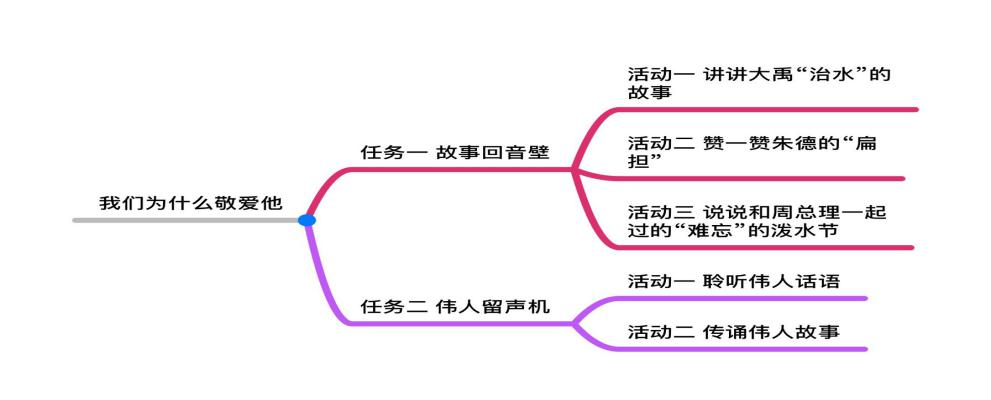 我们为什么敬爱他
任务一 故事回音壁
活动一 讲讲大禹“治水”的
故事
活动二 赞一赞朱德的“扁
担”
活动三 说说和周总理一起
过的“难忘”的泼水节
任务二 伟人留声机
活动一 聆听伟人话语
活动二 传诵伟人故事